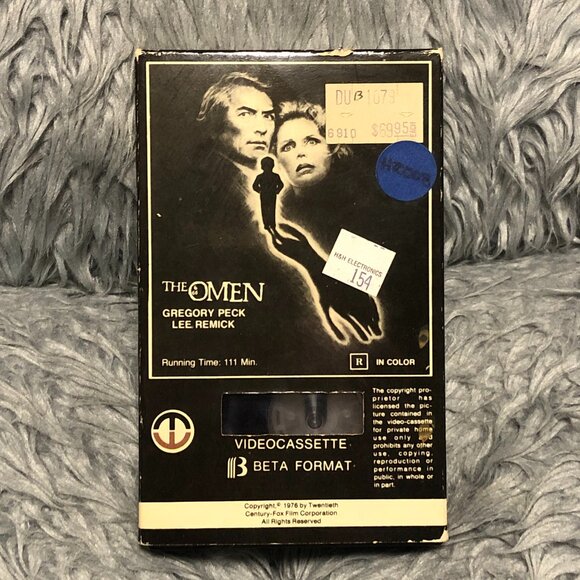 DU B 1079
6910 $69.95
Horror
H&H ELECTRONICS
154
THE OMEN
GREGORY PECK
LEE REMICK
Running Time: 111 Min.
R IN COLOR
The copyright pro-
prietor has
licensed the pic-
ture contained in
the video-cassette
for private home
use only and
prohibits any other
use, copying,
reproduction or
performance in
public, in whole or
in part.
VIDEOCASSETTE
B BETA FORMAT
Copyright © 1976 by Twentieth
Century-Fox Film Corporation
All Rights Reserved